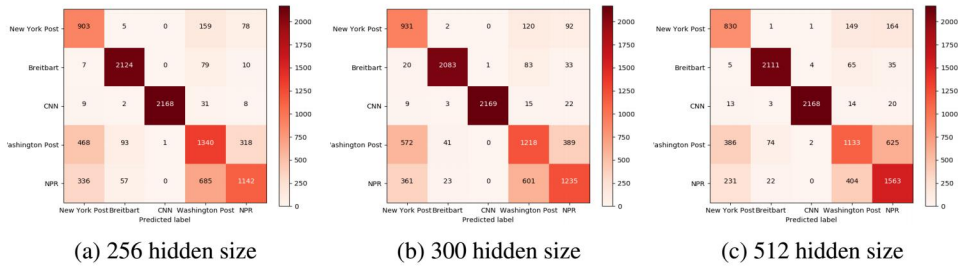 New York Post 903 5 0 159 78
Breitbart 7 2124 0 79 10
CNN 9 2 2168 31 8
Washington Post 468 93 1 1340 318
NPR 336 57 0 685 1142
New York Post Breitbart CNN Washington Post NPR
Predicted label
2000
1750
1500
1250
1000
750
500
250
0
(a) 256 hidden size
New York Post 931 2 0 120 92
Breitbart 20 2083 1 83 33
CNN 9 3 2169 15 22
Washington Post 572 41 0 1218 389
NPR 361 23 0 601 1235
New York Post Breitbart CNN Washington Post NPR
Predicted label
2000
1750
1500
1250
1000
750
500
250
0
(b) 300 hidden size
New York Post 830 1 1 149 164
Breitbart 5 2111 4 65 35
CNN 13 3 2168 14 20
Washington Post 386 74 2 1133 625
NPR 231 22 0 404 1563
New York Post Breitbart CNN Washington Post NPR
Predicted label
2000
1750
1500
1250
1000
750
500
250
0
(c) 512 hidden size